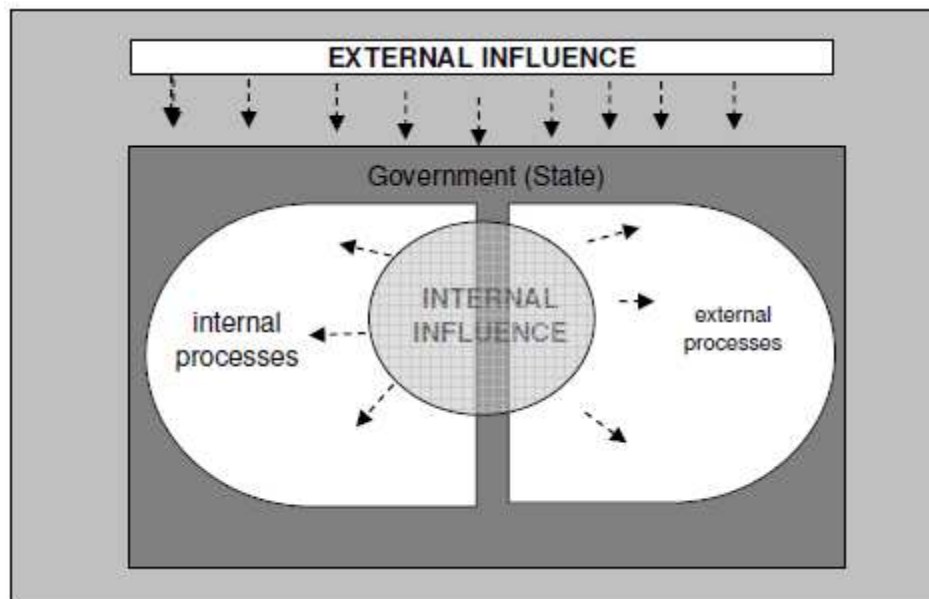 EXTERNAL INFLUENCE
Government (State)
INTERNAL
INFLUENCE
internal
processes
external
processes